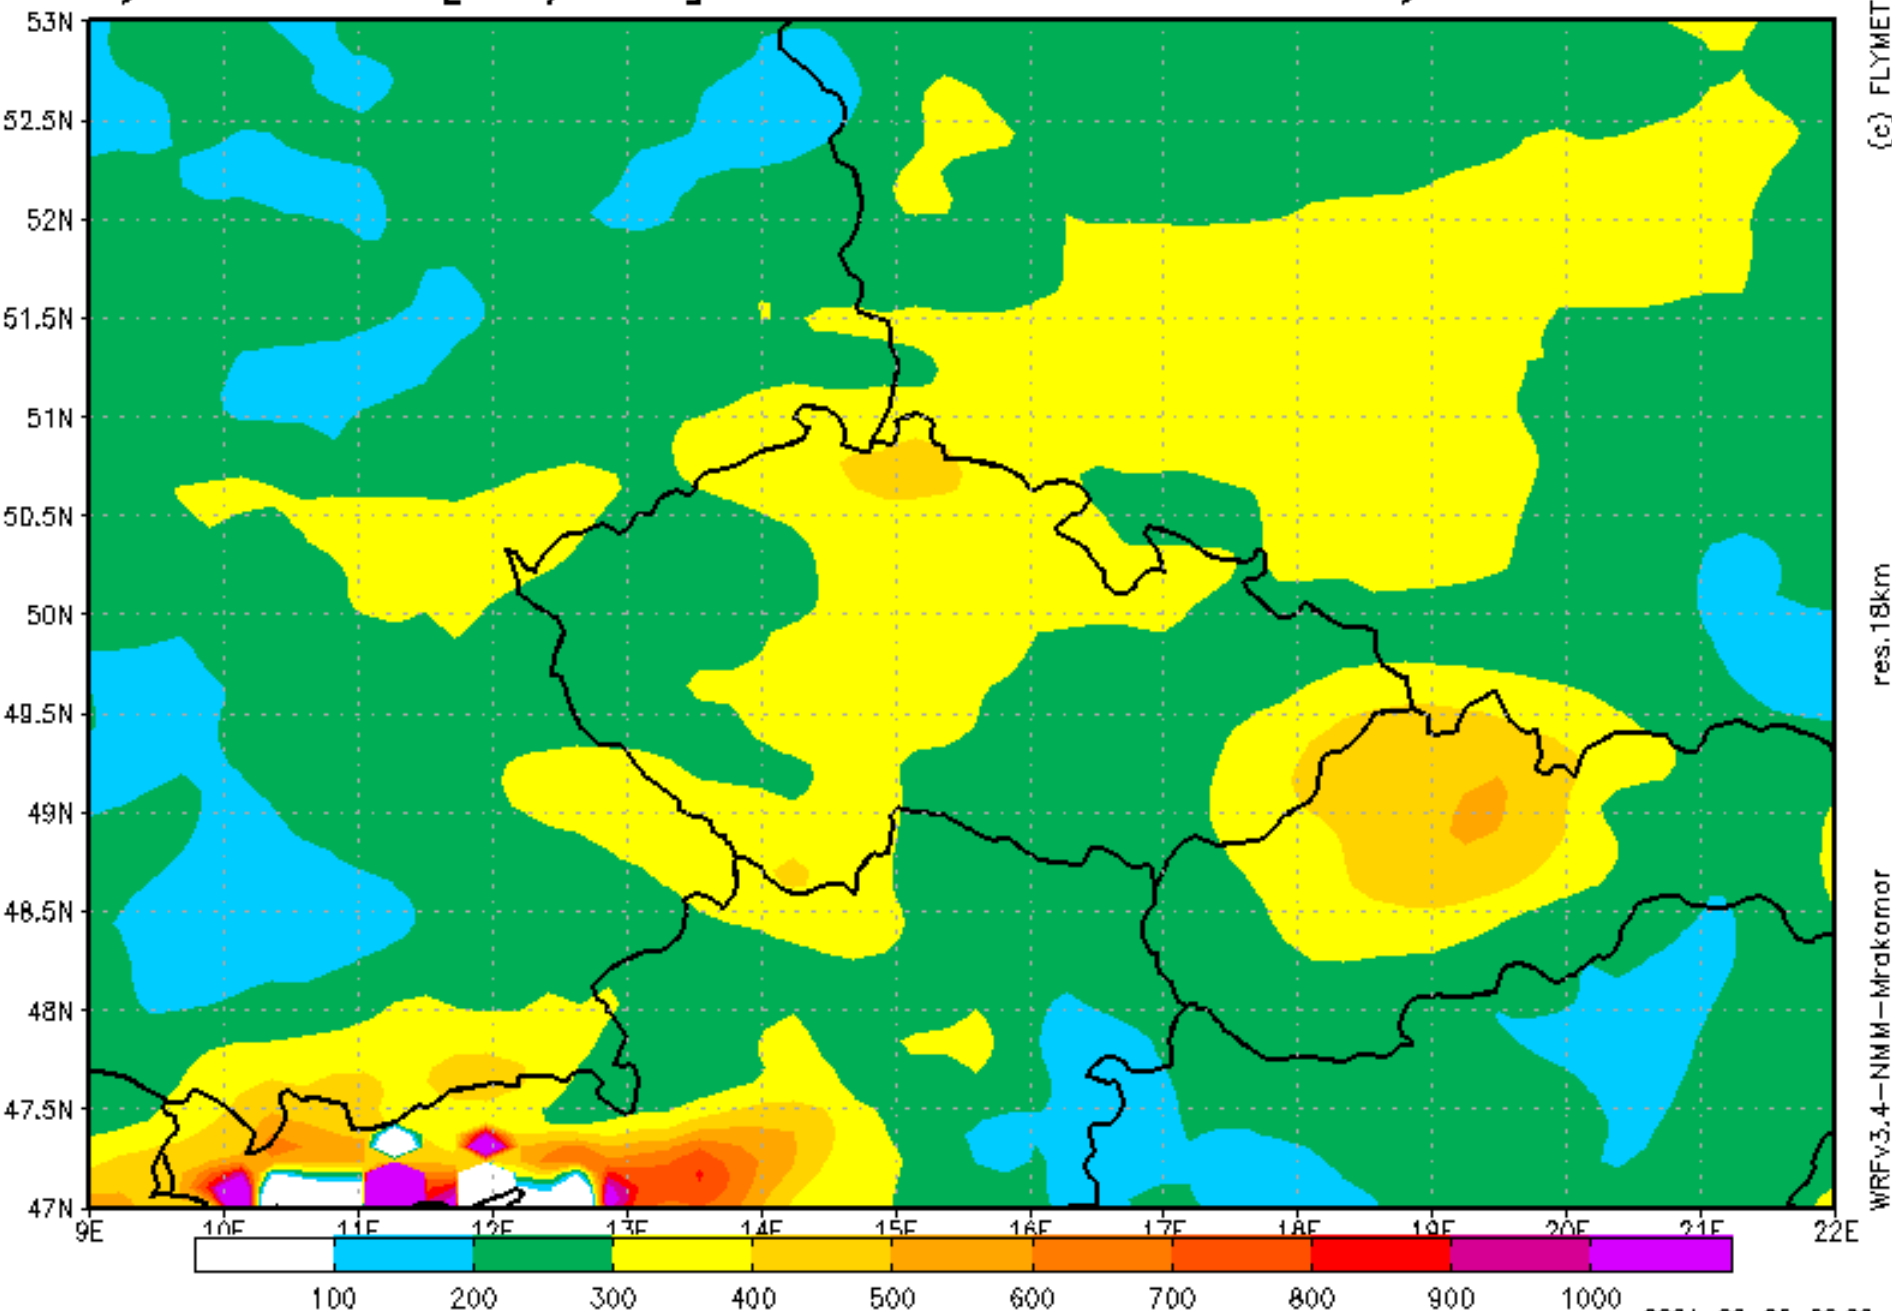 53N
52.5N
52N
51.5N
51N
50.5N
50N
49.5N
49N
48.5N
48N
47.5N
47N
9E 10E 11E 12E 13E 14E 15E 16E 17E 18E 19E 20E 21E 22E
100 200 300 400 500 600 700 800 900 1000
(c) FLYMET
res.18km
WRFv3.4-NMM-Mrakomor